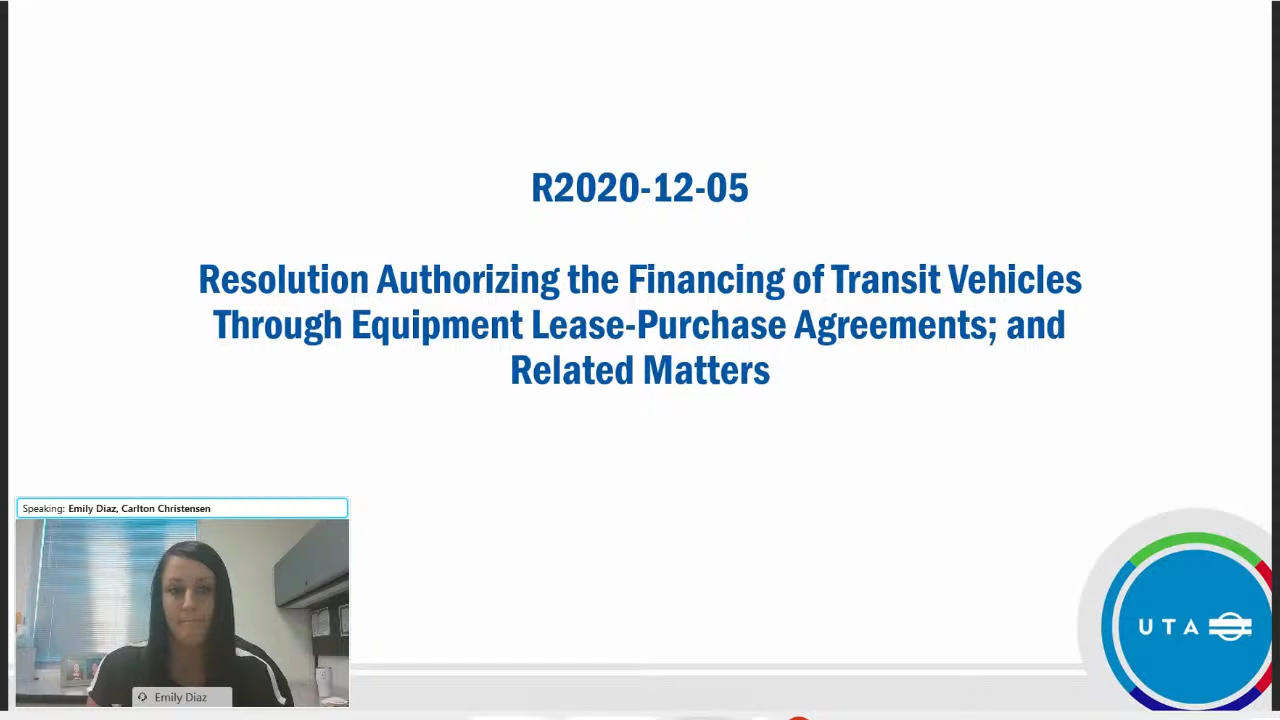 R2020-12-05
Resolution Authorizing the Financing of Transit Vehicles
Through Equipment Lease-Purchase Agreements; and
Related Matters
Speaking: Emily Diaz, Carlton Christensen
Emily Diaz
UTA